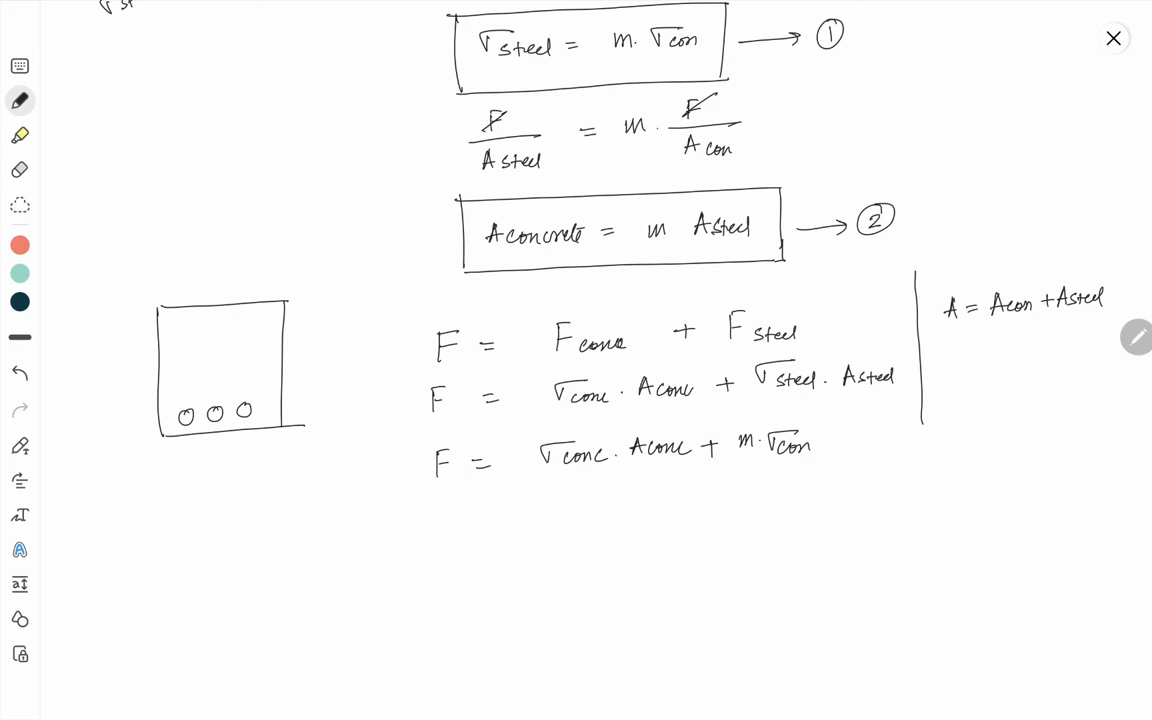 σsteel = m. σcon → ①
F/Asteel = m . F/Acon
Aconcrete = m Asteel → ②
A = Acon + Asteel
F = Fconc + Fsteel
F = σconc . Aconc + σsteel . Asteel
F = σconc . Aconc + m . σcon